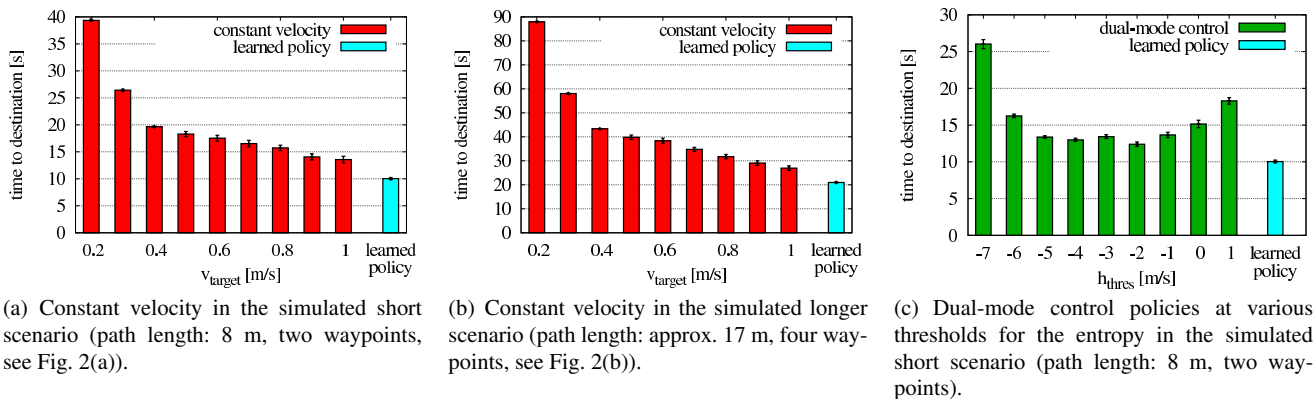 40
35
30
25
20
15
10
5
0
time to destination [s]
constant velocity
learned policy
0.2
0.4
0.6
0.8
1
learned
policy
v_target [m/s]
90
80
70
60
50
40
30
20
10
0
time to destination [s]
constant velocity
learned policy
0.2
0.4
0.6
0.8
1
learned
policy
v_target [m/s]
30
25
20
15
10
5
0
time to destination [s]
dual-mode control
learned policy
-7
-6
-5
-4
-3
-2
-1
0
1
learned
policy
h_thres [m/s]
(a) Constant velocity in the simulated short
scenario (path length: 8 m, two waypoints,
see Fig. 2(a)).
(b) Constant velocity in the simulated longer
scenario (path length: approx. 17 m, four way-
points, see Fig. 2(b)).
(c) Dual-mode control policies at various
thresholds for the entropy in the simulated
short scenario (path length: 8 m, two way-
points).